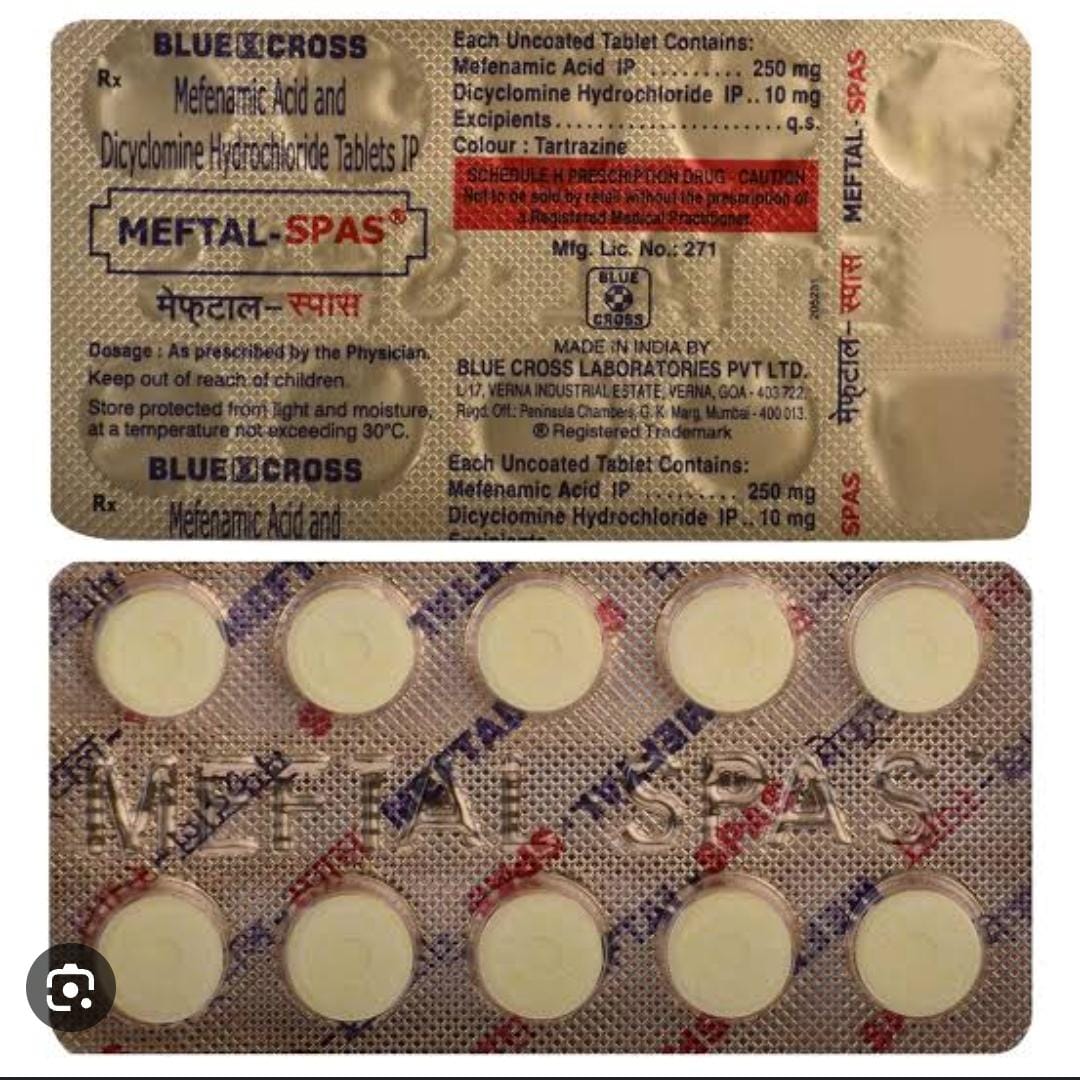 BLUE CROSS
Rx
Mefenamic Acid and
Dicyclomine Hydrochloride Tablets IP
MEFTAL-SPAS®
मेफ्टाल-स्पास
Dosage : As prescribed by the Physician.
Keep out of reach of children.
Store protected from light and moisture,
at a temperature not exceeding 30°C.
BLUE CROSS
Rx
Mefenamic Acid and
Each Uncoated Tablet Contains:
Mefenamic Acid IP ......... 250 mg
Dicyclomine Hydrochloride IP.. 10 mg
Excipients........................ q.s.
Colour : Tartrazine
SCHEDULE H PRESCRIPTION DRUG - CAUTION
Not to be sold by retail without the prescription of
a Registered Medical Practitioner
Mfg. Lic. No.: 271
BLUE
CROSS
MADE IN INDIA BY
BLUE CROSS LABORATORIES PVT LTD.
L-17, VERNA INDUSTRIAL ESTATE, VERNA, GOA - 403 722.
Regd. Off.: Peninsula Chambers, G. K. Marg, Mumbai - 400 013.
® Registered Trademark
Each Uncoated Tablet Contains:
Mefenamic Acid IP ......... 250 mg
Dicyclomine Hydrochloride IP.. 10 mg
Excipients
MEFTAL-SPAS
मेफ्टाल-स्पास
SPAS
MEFTAL SPAS
MEFTAL
SPAS